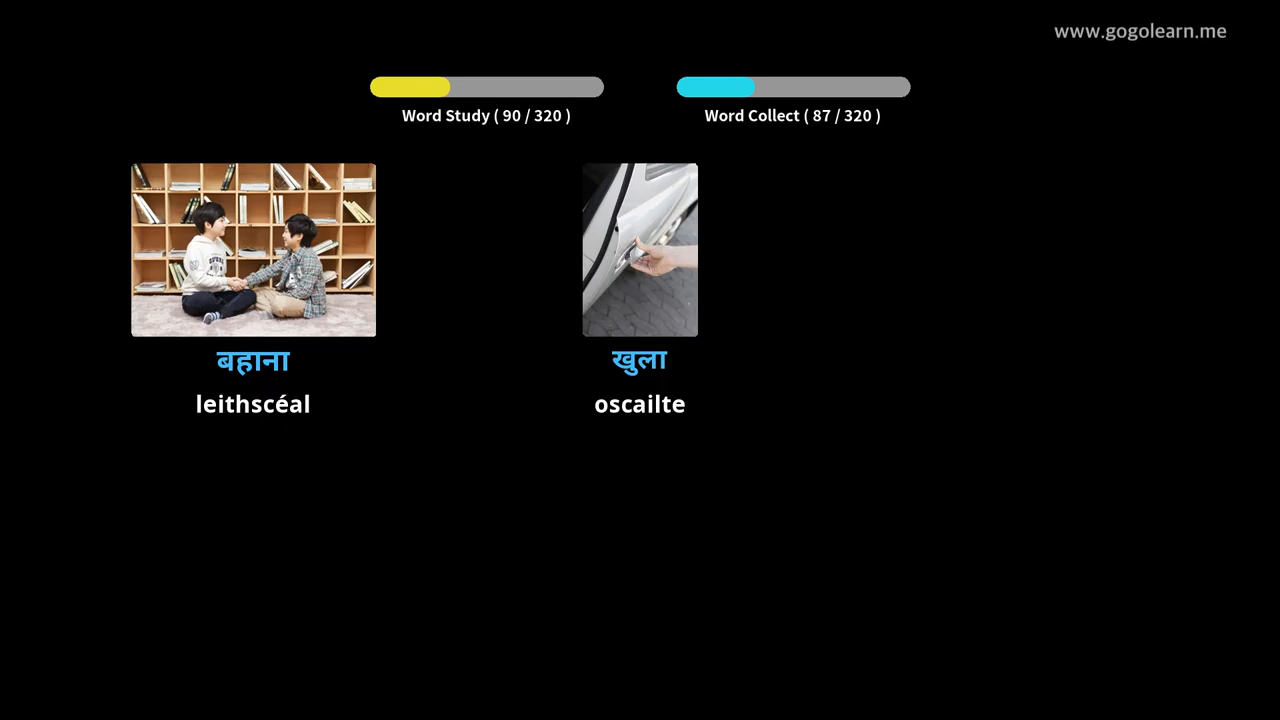 www.gogolearn.me
Word Study ( 90 / 320 )
Word Collect ( 87 / 320 )
बहाना
leithscéal
खुला
oscailte